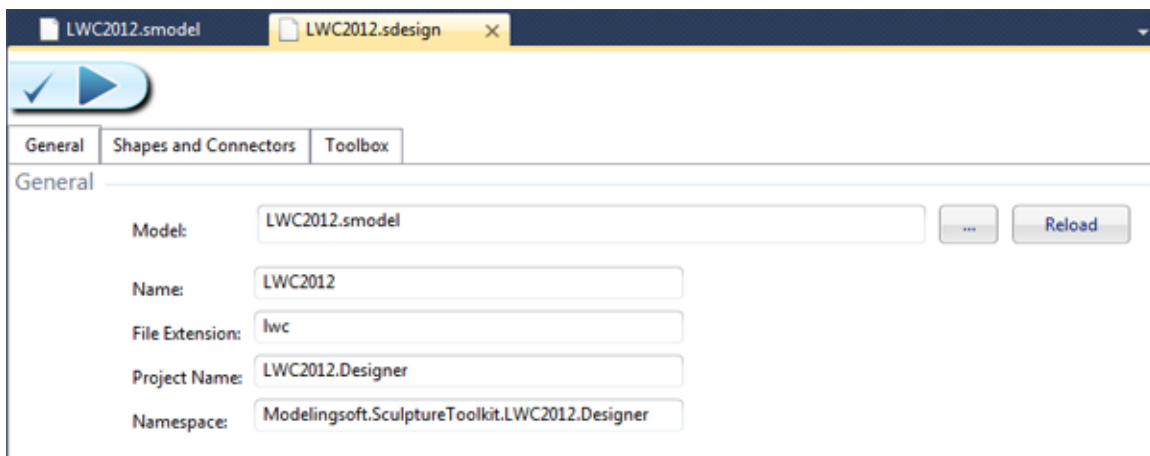 LWC2012.smodel LWC2012.sdesign
General Shapes and Connectors Toolbox
General
Model: LWC2012.smodel ... Reload
Name: LWC2012
File Extension: lwc
Project Name: LWC2012.Designer
Namespace: Modelingsoft.SculptureToolkit.LWC2012.Designer